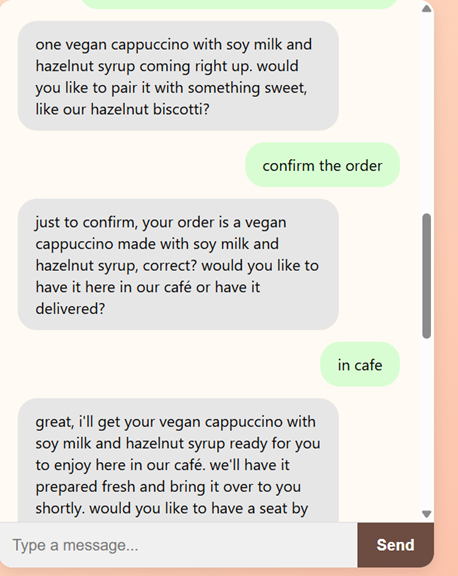 one vegan cappuccino with soy milk and
hazelnut syrup coming right up. would
you like to pair it with something sweet,
like our hazelnut biscotti?
confirm the order
just to confirm, your order is a vegan
cappuccino made with soy milk and
hazelnut syrup, correct? would you like to
have it here in our café or have it
delivered?
in cafe
great, i'll get your vegan cappuccino with
soy milk and hazelnut syrup ready for you
to enjoy here in our café. we'll have it
prepared fresh and bring it over to you
shortly. would you like to have a seat by
Type a message...
Send